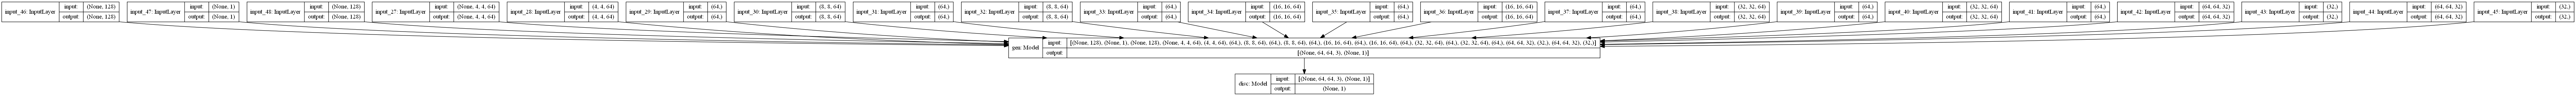 input_46: InputLayer
input: (None, 128)
output: (None, 128)
input_47: InputLayer
input: (None, 1)
output: (None, 1)
input_48: InputLayer
input: (None, 128)
output: (None, 128)
input_27: InputLayer
input: (None, 4, 4, 64)
output: (None, 4, 4, 64)
input_28: InputLayer
input: (4, 4, 64)
output: (4, 4, 64)
input_29: InputLayer
input: (64,)
output: (64,)
input_30: InputLayer
input: (8, 8, 64)
output: (8, 8, 64)
input_31: InputLayer
input: (64,)
output: (64,)
input_32: InputLayer
input: (8, 8, 64)
output: (8, 8, 64)
input_33: InputLayer
input: (64,)
output: (64,)
input_34: InputLayer
input: (16, 16, 64)
output: (16, 16, 64)
input_35: InputLayer
input: (64,)
output: (64,)
input_36: InputLayer
input: (16, 16, 64)
output: (16, 16, 64)
input_37: InputLayer
input: (64,)
output: (64,)
input_38: InputLayer
input: (32, 32, 64)
output: (32, 32, 64)
input_39: InputLayer
input: (64,)
output: (64,)
input_40: InputLayer
input: (32, 32, 64)
output: (32, 32, 64)
input_41: InputLayer
input: (64,)
output: (64,)
input_42: InputLayer
input: (64, 64, 32)
output: (64, 64, 32)
input_43: InputLayer
input: (32,)
output: (32,)
input_44: InputLayer
input: (64, 64, 32)
output: (64, 64, 32)
input_45: InputLayer
input: (32,)
output: (32,)
gen: Model
input: [(None, 128), (None, 1), (None, 128), (None, 4, 4, 64), (4, 4, 64), (64,), (8, 8, 64), (64,), (8, 8, 64), (64,), (16, 16, 64), (64,), (16, 16, 64), (64,), (32, 32, 64), (64,), (32, 32, 64), (64,), (64, 64, 32), (32,), (64, 64, 32), (32,)]
output: [(None, 64, 64, 3), (None, 1)]
disc: Model
input: [(None, 64, 64, 3), (None, 1)]
output: (None, 1)